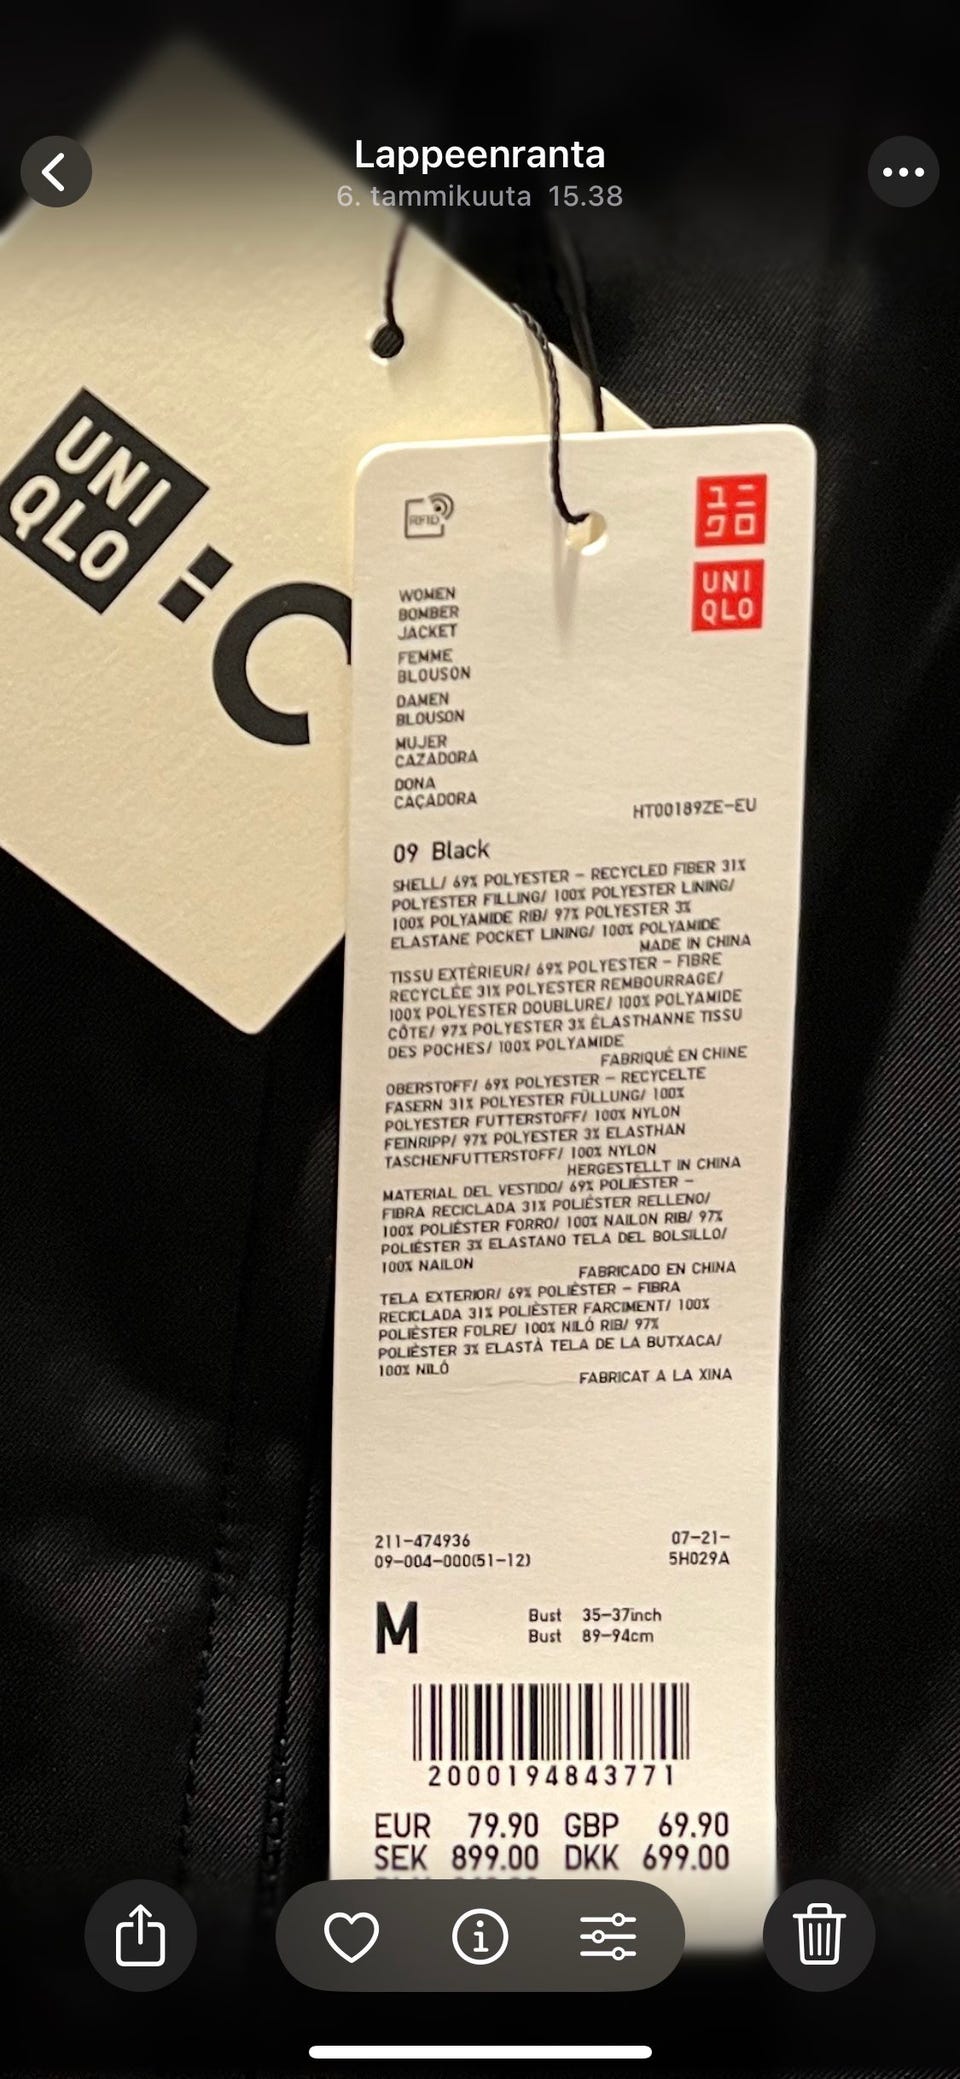 Lappeenranta
6. tammikuuta 15.38
UNI
QLO
: C
RFID
ユニ
クロ
UNI
QLO
WOMEN
BOMBER
JACKET
FEMME
BLOUSON
DAMEN
BLOUSON
MUJER
CAZADORA
DONA
CAÇADORA
HT00189ZE-EU
09 Black
SHELL/ 69% POLYESTER - RECYCLED FIBER 31%
POLYESTER FILLING/ 100% POLYESTER LINING/
100% POLYAMIDE RIB/ 97% POLYESTER 3%
ELASTANE POCKET LINING/ 100% POLYAMIDE
MADE IN CHINA
TISSU EXTÉRIEUR/ 69% POLYESTER - FIBRE
RECYCLÉE 31% POLYESTER REMBOURRAGE/
100% POLYESTER DOUBLURE/ 100% POLYAMIDE
CÔTE/ 97% POLYESTER 3% ÉLASTHANNE TISSU
DES POCHES/ 100% POLYAMIDE
FABRIQUÉ EN CHINE
OBERSTOFF/ 69% POLYESTER - RECYCELTE
FASERN 31% POLYESTER FÜLLUNG/ 100%
POLYESTER FUTTERSTOFF/ 100% NYLON
FEINRIPP/ 97% POLYESTER 3% ELASTHAN
TASCHENFUTTERSTOFF/ 100% NYLON
HERGESTELLT IN CHINA
MATERIAL DEL VESTIDO/ 69% POLIÉSTER -
FIBRA RECICLADA 31% POLIÉSTER RELLENO/
100% POLIÉSTER FORRO/ 100% NAILON RIB/ 97%
POLIÉSTER 3% ELASTANO TELA DEL BOLSILLO/
100% NAILON
FABRICADO EN CHINA
TELA EXTERIOR/ 69% POLIÈSTER - FIBRA
RECICLADA 31% POLIÈSTER FARCIMENT/ 100%
POLIÈSTER FOLRE/ 100% NILÓ RIB/ 97%
POLIÈSTER 3% ELASTÀ TELA DE LA BUTXACA/
100% NILÓ
FABRICAT A LA XINA
211-474936
09-004-000(51-12)
07-21-
5H029A
M
Bust 35-37inch
Bust 89-94cm
2000194843771
EUR 79.90 GBP 69.90
SEK 899.00 DKK 699.00